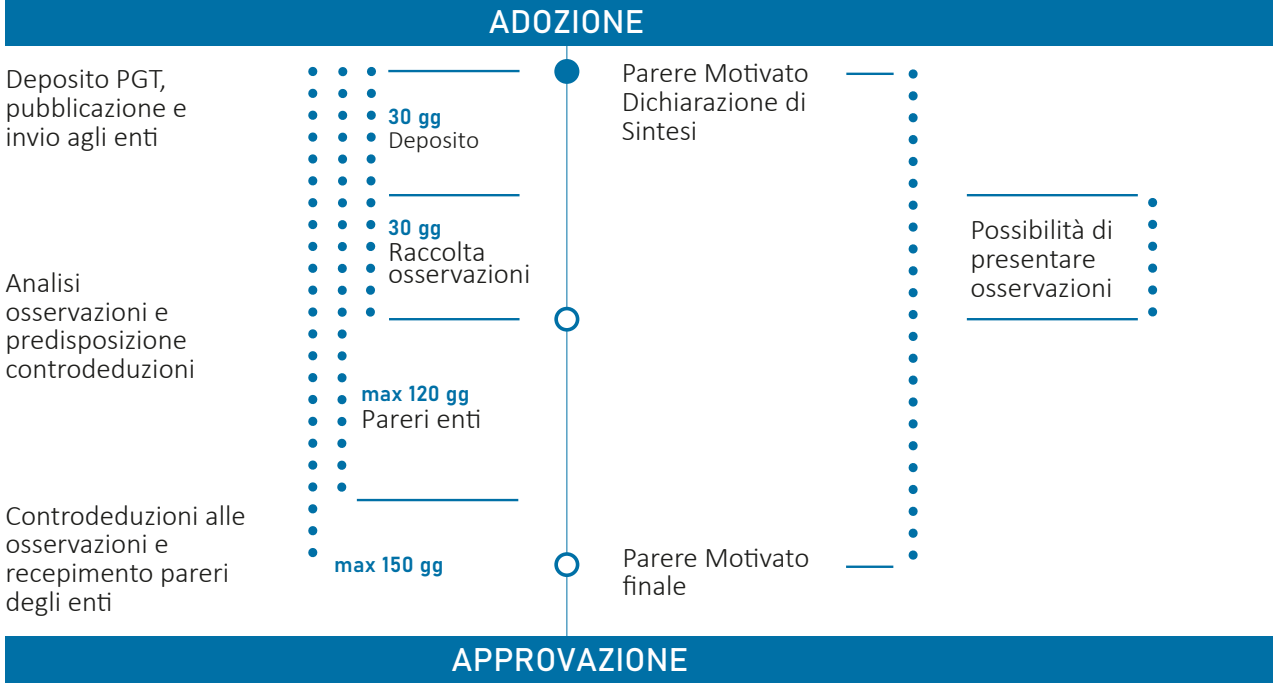 ADOZIONE
Deposito PGT,
pubblicazione e
invio agli enti
30 gg
Deposito
Parere Motivato
Dichiarazione di
Sintesi
30 gg
Raccolta
osservazioni
Possibilità di
presentare
osservazioni
Analisi
osservazioni e
predisposizione
controdeduzioni
max 120 gg
Pareri enti
Controdeduzioni alle
osservazioni e
recepimento pareri
degli enti
max 150 gg
Parere Motivato
finale
APPROVAZIONE